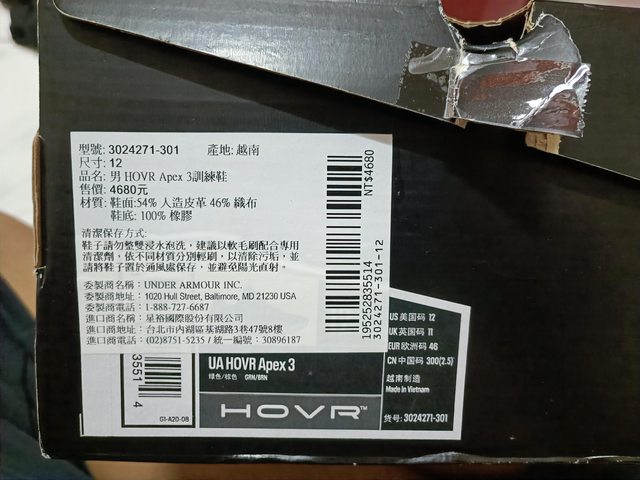 型號: 3024271-301 產地: 越南
尺寸: 12
品名: 男 HOVR Apex 3訓練鞋
售價: 4680元
材質: 鞋面:54% 人造皮革 46% 織布
鞋底: 100% 橡膠
清潔保存方式:
鞋子請勿整雙浸水泡洗，建議以軟毛刷配合專用
清潔劑，依不同材質分別輕刷，以清除污垢，並
請將鞋子置於通風處保存，並避免陽光直射。
委製商名稱:UNDER ARMOUR INC.
委製商地址: 1020 Hull Street, Baltimore, MD 21230 USA
委製商電話: 1-888-727-6687
進口商名稱: 星裕國際股份有限公司
進口商地址: 台北市內湖區基湖路3巷47號8樓
進口商電話: (02)8751-5235 / 統一編號: 30896187
NT$4680
195252835514
3024271-301-12
US 美国码 12
UK 英国码 11
EUR 欧洲码 46
CN 中国码 300(2.5)
越南制造
Made in Vietnam
货号: 3024271-301
UA HOVR Apex 3
绿色/棕色 GRN/BRN
HOVR™
3551
4
G1-A20-08